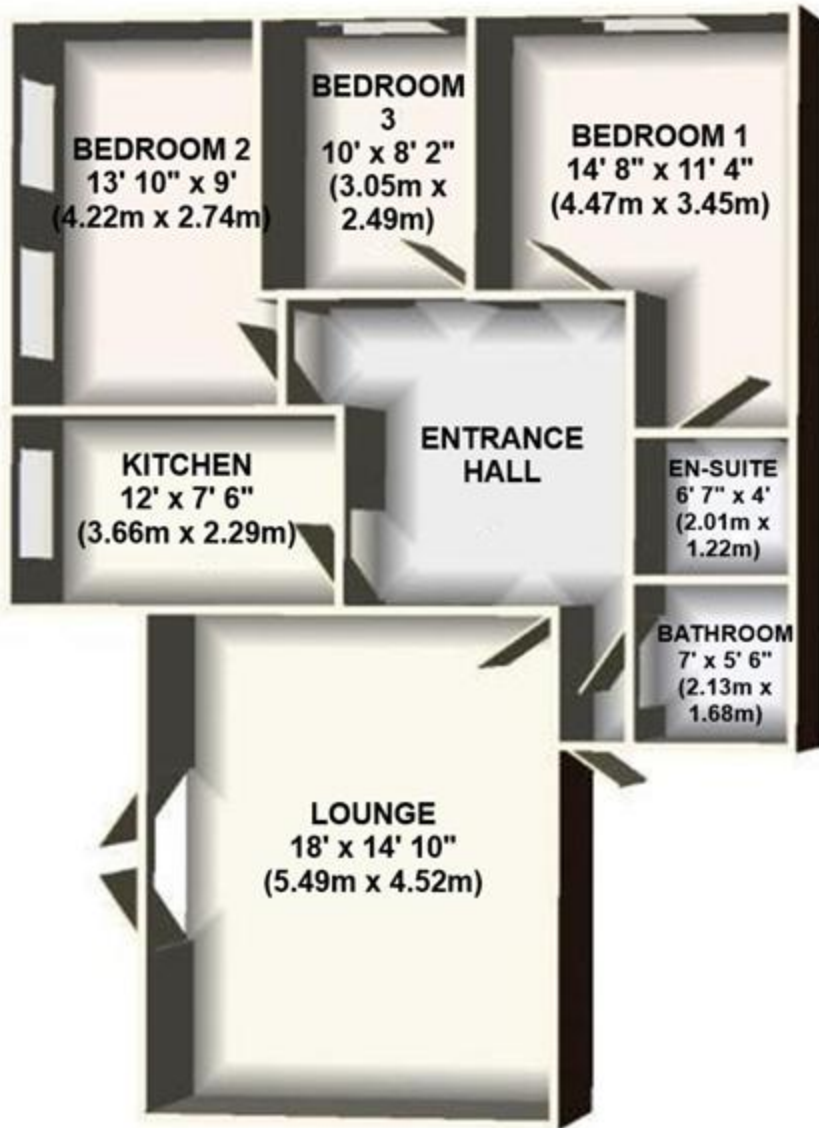 BEDROOM 2
13' 10" x 9'
(4.22m x 2.74m)
BEDROOM
3
10' x 8' 2"
(3.05m x
2.49m)
BEDROOM 1
14' 8" x 11' 4"
(4.47m x 3.45m)
KITCHEN
12' x 7' 6"
(3.66m x 2.29m)
ENTRANCE
HALL
EN-SUITE
6' 7" x 4'
(2.01m x
1.22m)
BATHROOM
7' x 5' 6"
(2.13m x
1.68m)
LOUNGE
18' x 14' 10"
(5.49m x 4.52m)